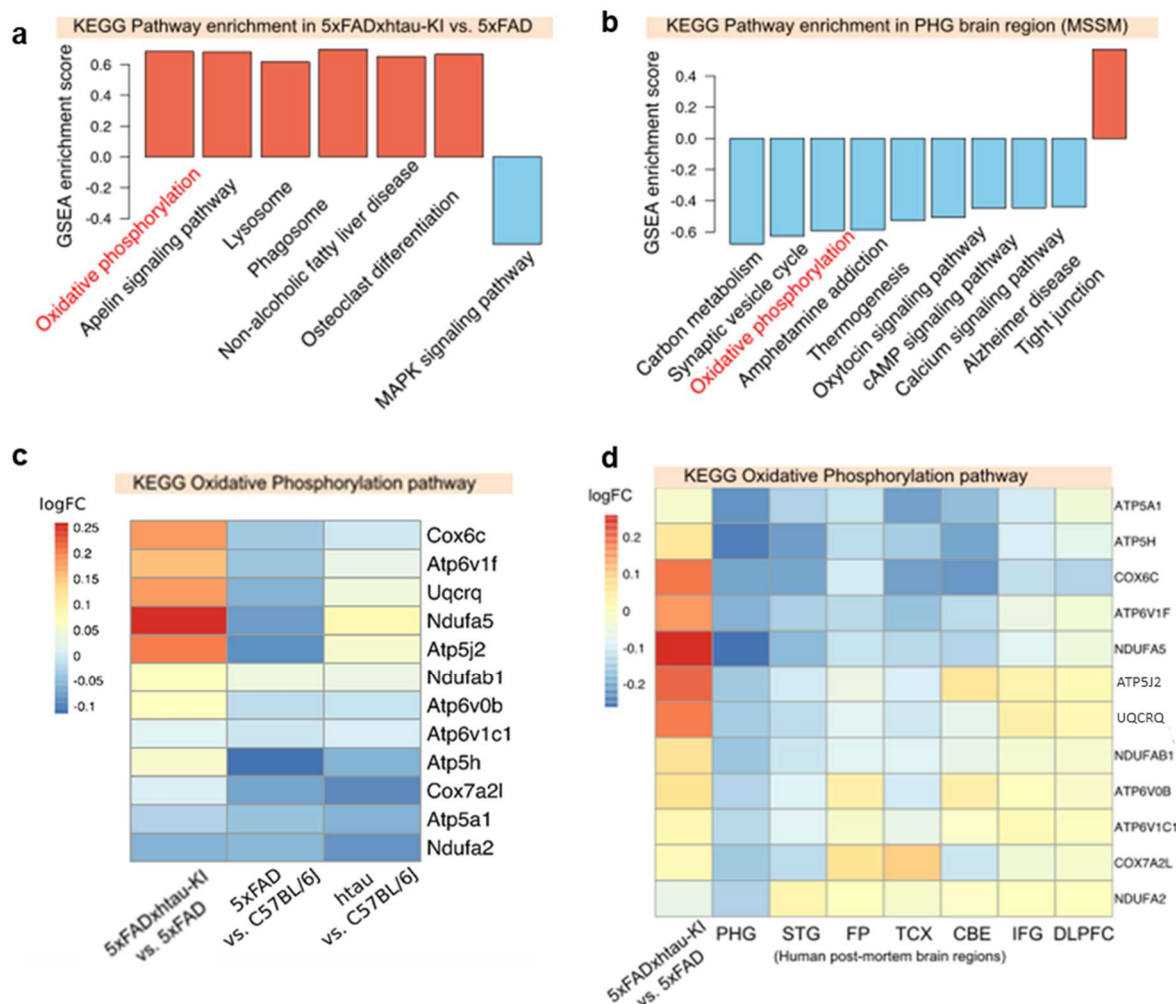 a
KEGG Pathway enrichment in 5xFADxhtau-KI vs. 5xFAD
GSEA enrichment score
0.6
0.4
0.2
0.0
-0.2
-0.4
Oxidative phosphorylation
Apelin signaling pathway
Lysosome
Phagosome
Non-alcoholic fatty liver disease
Osteoclast differentiation
MAPK signaling pathway
b
KEGG Pathway enrichment in PHG brain region (MSSM)
GSEA enrichment score
0.4
0.2
0.0
-0.2
-0.4
-0.6
Carbon metabolism
Synaptic vesicle cycle
Oxidative phosphorylation
Amphetamine addiction
Thermogenesis
Oxytocin signaling pathway
cAMP signaling pathway
Calcium signaling pathway
Alzheimer disease
Tight junction
c
KEGG Oxidative Phosphorylation pathway
logFC
0.25
0.2
0.15
0.1
0.05
0
-0.05
-0.1
Cox6c
Atp6v1f
Uqcrq
Ndufa5
Atp5j2
Ndufab1
Atp6v0b
Atp6v1c1
Atp5h
Cox7a2l
Atp5a1
Ndufa2
5xFADxhtau-KI
vs. 5xFAD
5xFAD
vs. C57BL/6J
htau
vs. C57BL/6J
d
KEGG Oxidative Phosphorylation pathway
logFC
0.2
0.1
0
-0.1
-0.2
ATP5A1
ATP5H
COX6C
ATP6V1F
NDUFA5
ATP5J2
UQCRQ
NDUFAB1
ATP6V0B
ATP6V1C1
COX7A2L
NDUFA2
5xFADxhtau-KI
vs. 5xFAD
PHG STG FP TCX CBE IFG DLPFC
(Human post-mortem brain regions)